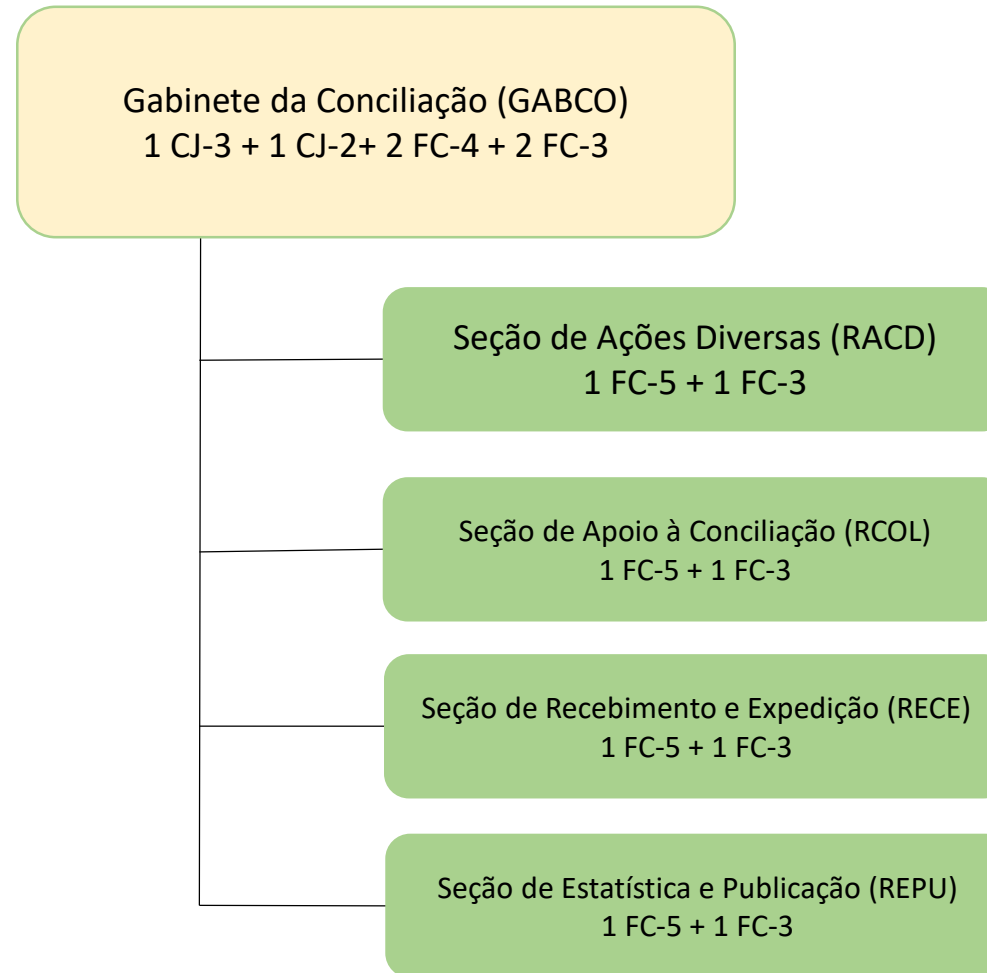 Gabinete da Conciliação (GABCO)
1 CJ-3 + 1 CJ-2+ 2 FC-4 + 2 FC-3
Seção de Ações Diversas (RACD)
1 FC-5 + 1 FC-3
Seção de Apoio à Conciliação (RCOL)
1 FC-5 + 1 FC-3
Seção de Recebimento e Expedição (RECE)
1 FC-5 + 1 FC-3
Seção de Estatística e Publicação (REPU)
1 FC-5 + 1 FC-3